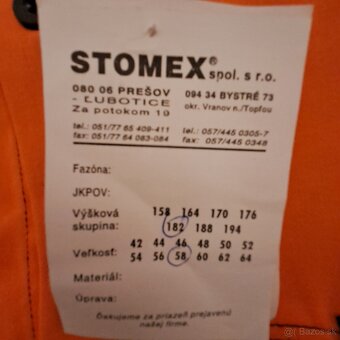 STOMEX® spol. s r.o.
080 06 PREŠOV
- ĽUBOTICE
Za potokom 19
094 34 BYSTRÉ 73
okr. Vranov n./Topľou
tel.: 051/77 65 409-411
fax: 051/77 64 083-084
tel.: 057/445 0305-7
fax: 057/445 0348
Fazóna:
JKPOV:
Výšková 158 164 170 176
skupina: 182 188 194
Veľkosť: 42 44 46 48 50 52
54 56 58 60 62 64
Materiál:
Úprava:
Ďakujeme za priazeň prejavenú
našej firme.
© Bazos.sk